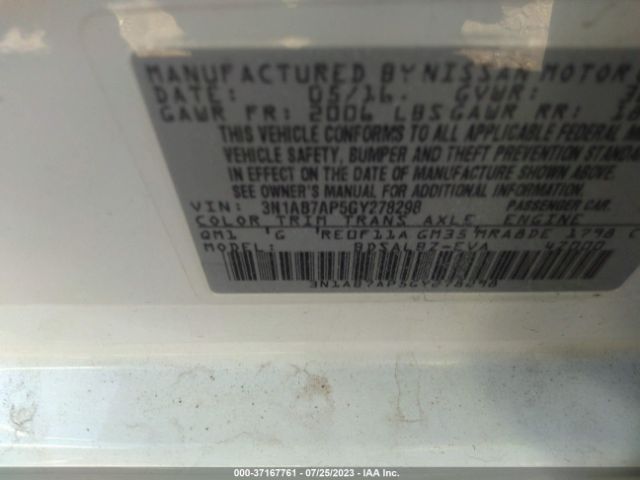 MANUFACTURED BY NISSAN MOTOR
DATE: 05/16. GVWR:
GAWR FR: 2006 LBS GAWR RR:
THIS VEHICLE CONFORMS TO ALL APPLICABLE FEDERAL
VEHICLE SAFETY, BUMPER AND THEFT PREVENTION
IN EFFECT ON THE DATE OF MANUFACTURE SHOWN ABOVE.
SEE OWNER'S MANUAL FOR ADDITIONAL INFORMATION.
VIN: 3N1AB7AP5GY278298 PASSENGER CAR
COLOR TRIM TRANS AXLE ENGINE
QM1 'G 'RE0F11A GM35 MRA8DE 1798 C
BDSALBZ-EVA 42000
3N1AB7AP5GY278298
000-37167761 - 07/25/2023 - IAA Inc.